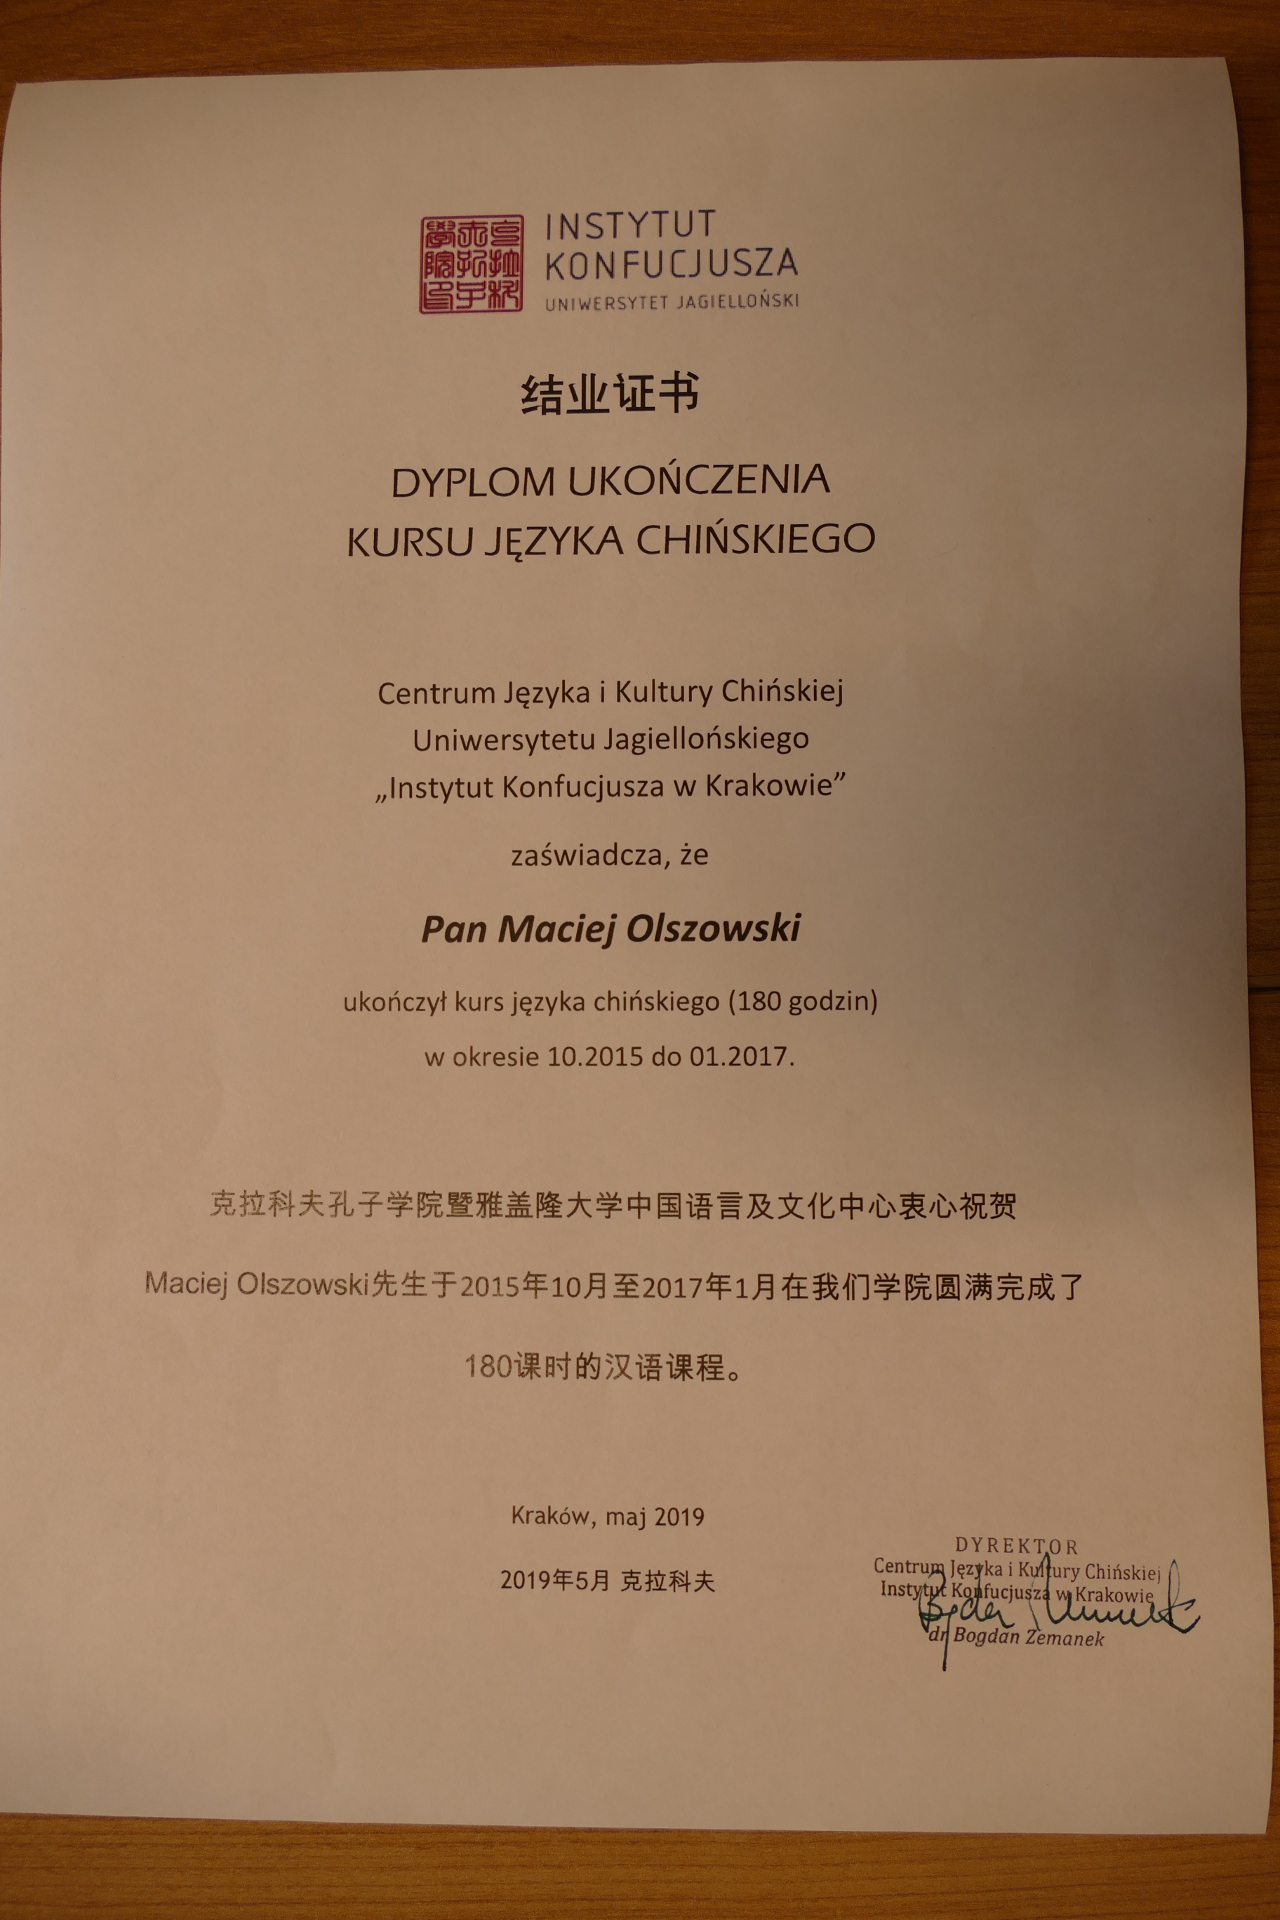 INSTYTUT
KONFUCJUSZA
UNIWERSYTET JAGIELLOŃSKI
结业证书
DYPLOM UKOŃCZENIA
KURSU JĘZYKA CHIŃSKIEGO
Centrum Języka i Kultury Chińskiej
Uniwersytetu Jagiellońskiego
„Instytut Konfucjusza w Krakowie”
zaświadcza, że
Pan Maciej Olszowski
ukończył kurs języka chińskiego (180 godzin)
w okresie 10.2015 do 01.2017.
克拉科夫孔子学院暨雅盖隆大学中国语言及文化中心衷心祝贺
Maciej Olszowski先生于2015年10月至2017年1月在我们学院圆满完成了
180课时的汉语课程。
Kraków, maj 2019
2019年5月 克拉科夫
DYREKTOR
Centrum Języka i Kultury Chińskiej
Instytut Konfucjusza w Krakowie
dr Bogdan Zemanek